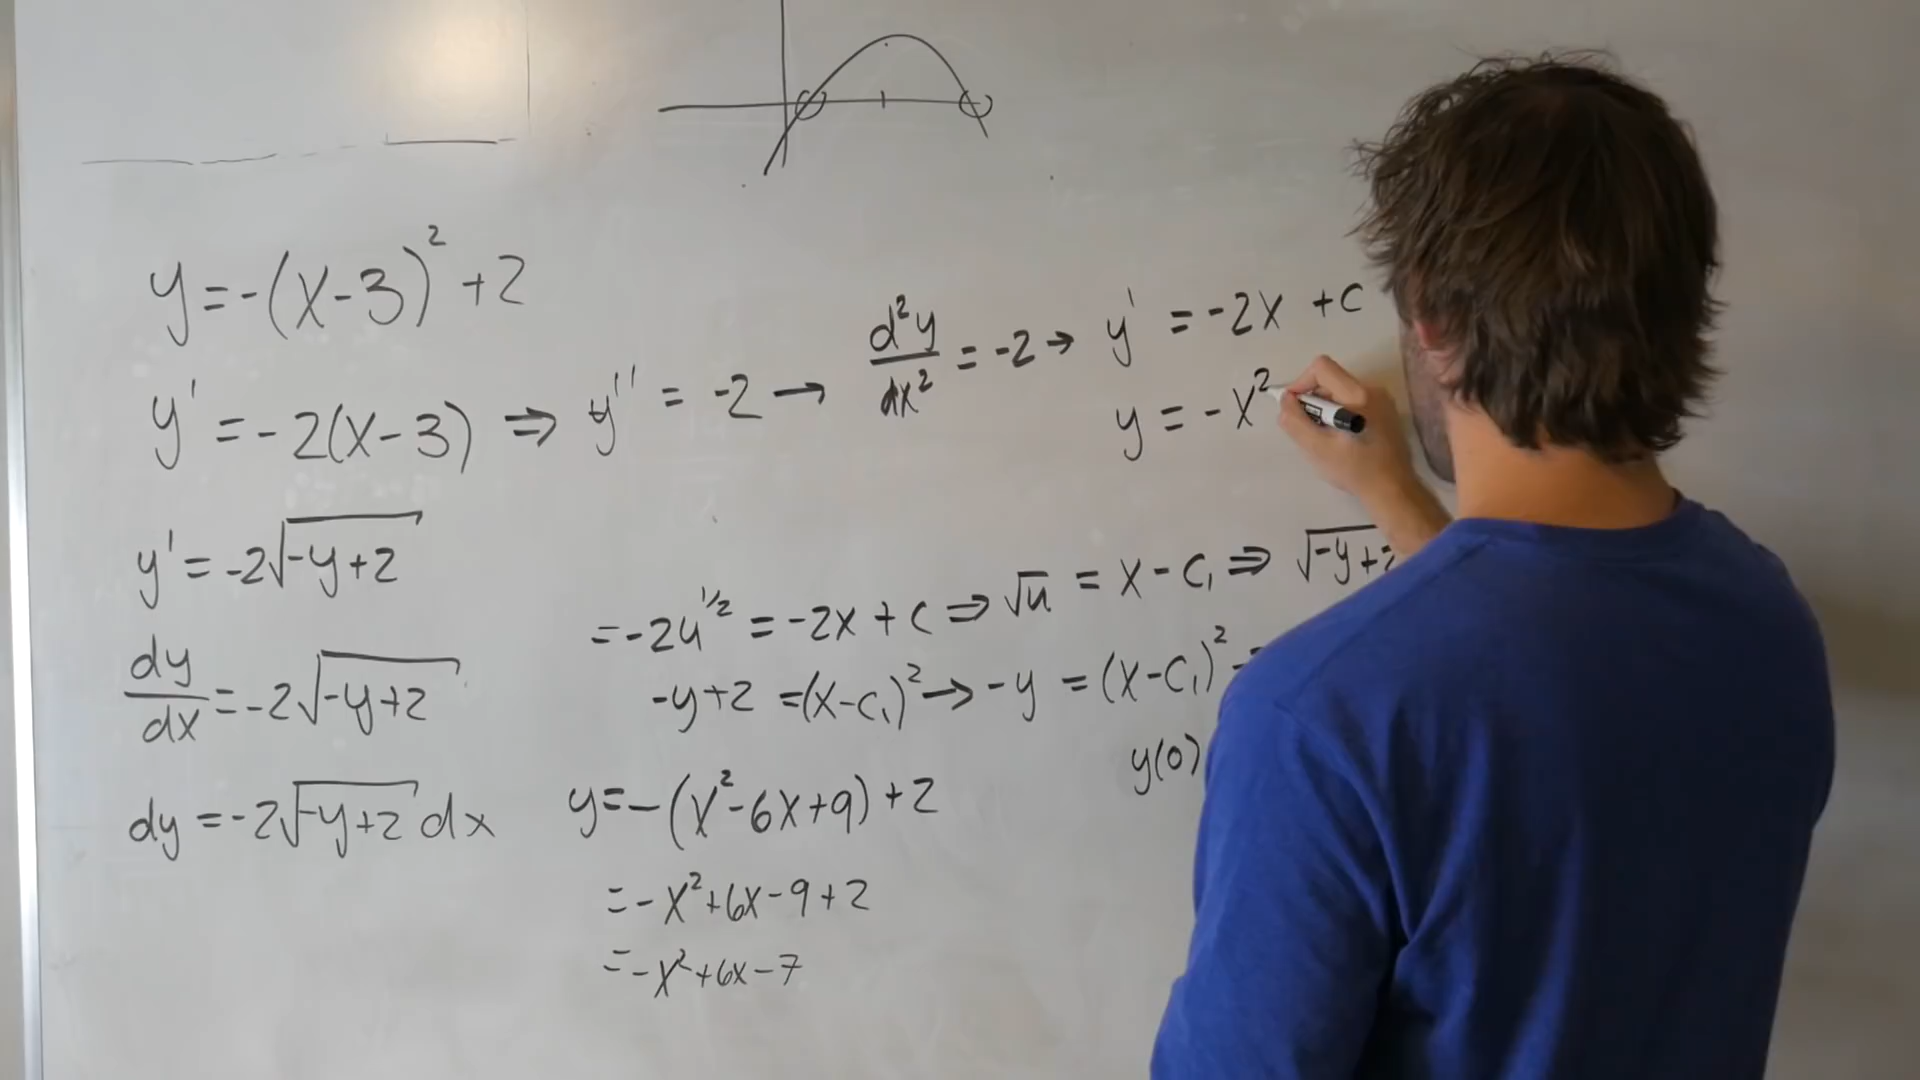 y=-(x-3)²+2
y'=-2(x-3) ⇒ y''=-2 → d²y/dx²=-2 → y'=-2x+c
y=-x²
y'=-2√(-y+2)
=-2u^(1/2)=-2x+c ⇒ √u=x-c₁ ⇒ √(-y+2
dy/dx=-2√(-y+2)
-y+2=(x-c₁)² → -y=(x-c₁)²-
y(0)
dy=-2√(-y+2) dx
y=-(x²-6x+9)+2
=-x²+6x-9+2
=-x²+6x-7